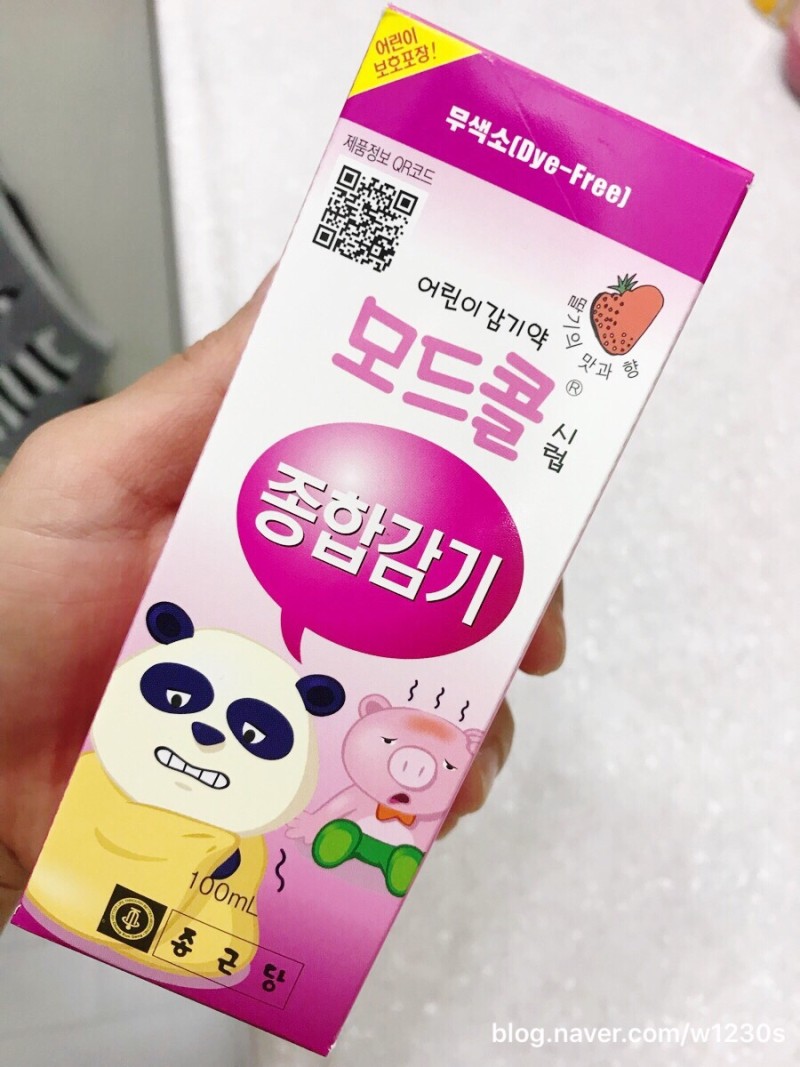 어린이
보호포장!
무색소(Dye-Free)
제품정보 QR코드
어린이감기약
딸기의 맛과 향
모드콜®
시럽
종합감기
100mL
종근당
blog.naver.com/w1230s